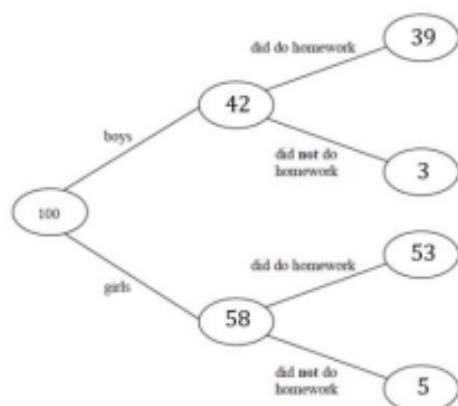 did do homework
39
42
boys
did not do
homework
3
100
girls
did do homework
53
58
did not do
homework
5